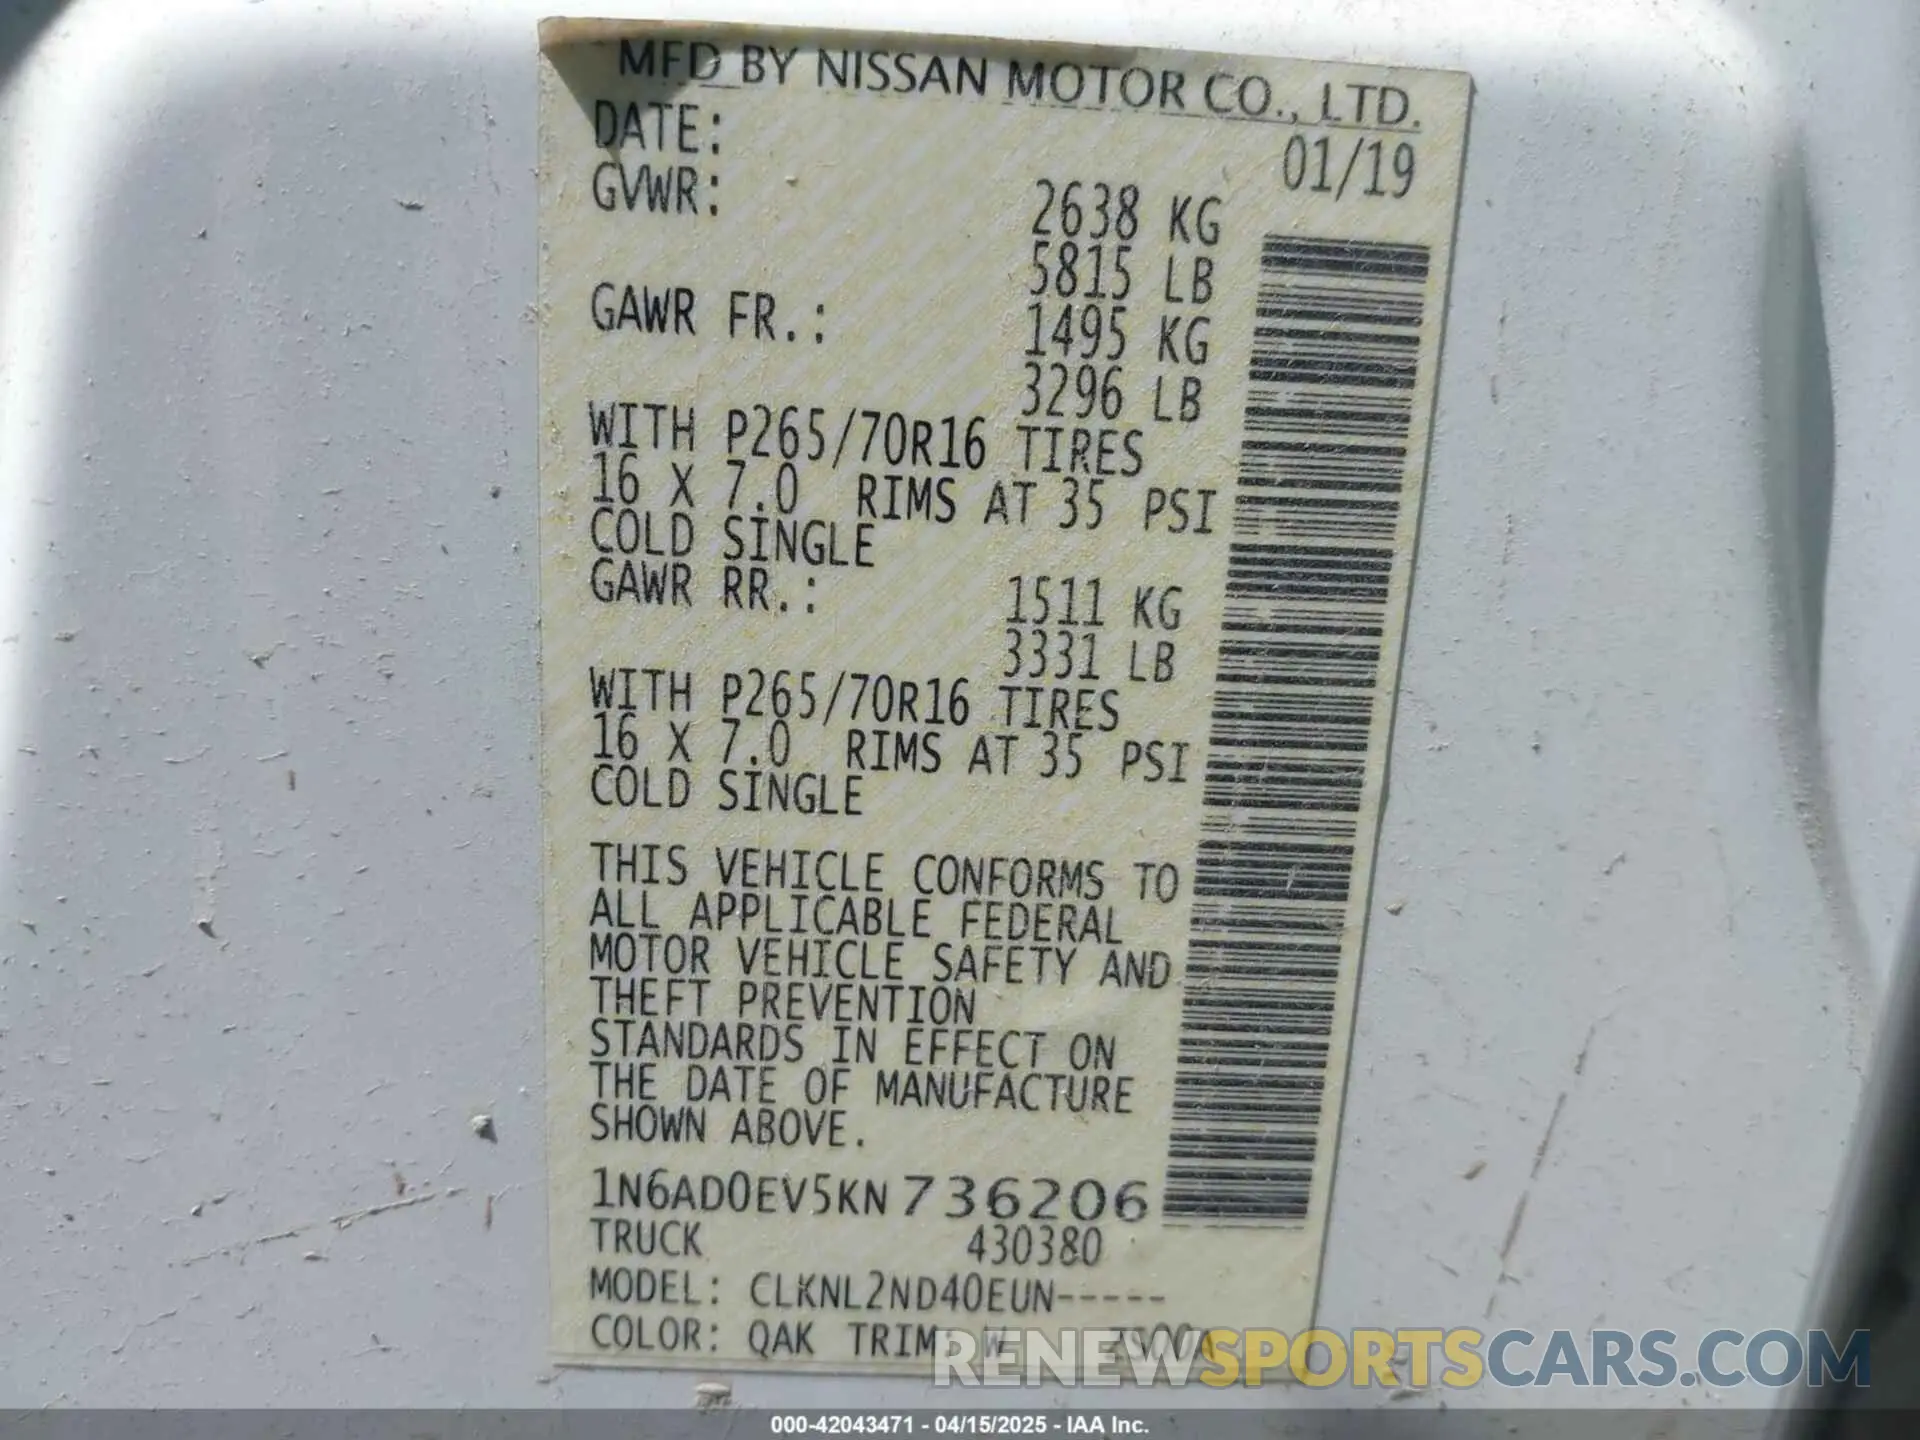 MFD BY NISSAN MOTOR CO., LTD.
DATE: 01/19
GVWR: 2638 KG
5815 LB
GAWR FR.: 1495 KG
3296 LB
WITH P265/70R16 TIRES
16 X 7.0 RIMS AT 35 PSI
COLD SINGLE
GAWR RR.: 1511 KG
3331 LB
WITH P265/70R16 TIRES
16 X 7.0 RIMS AT 35 PSI
COLD SINGLE
THIS VEHICLE CONFORMS TO
ALL APPLICABLE FEDERAL
MOTOR VEHICLE SAFETY AND
THEFT PREVENTION
STANDARDS IN EFFECT ON
THE DATE OF MANUFACTURE
SHOWN ABOVE.
1N6AD0EV5KN736206
TRUCK 430380
MODEL: CLKNL2ND40EUN-----
COLOR: QAK TRIM: W
RENEWSPORTSCARS.COM
000-42043471 - 04/15/2025 - IAA Inc.